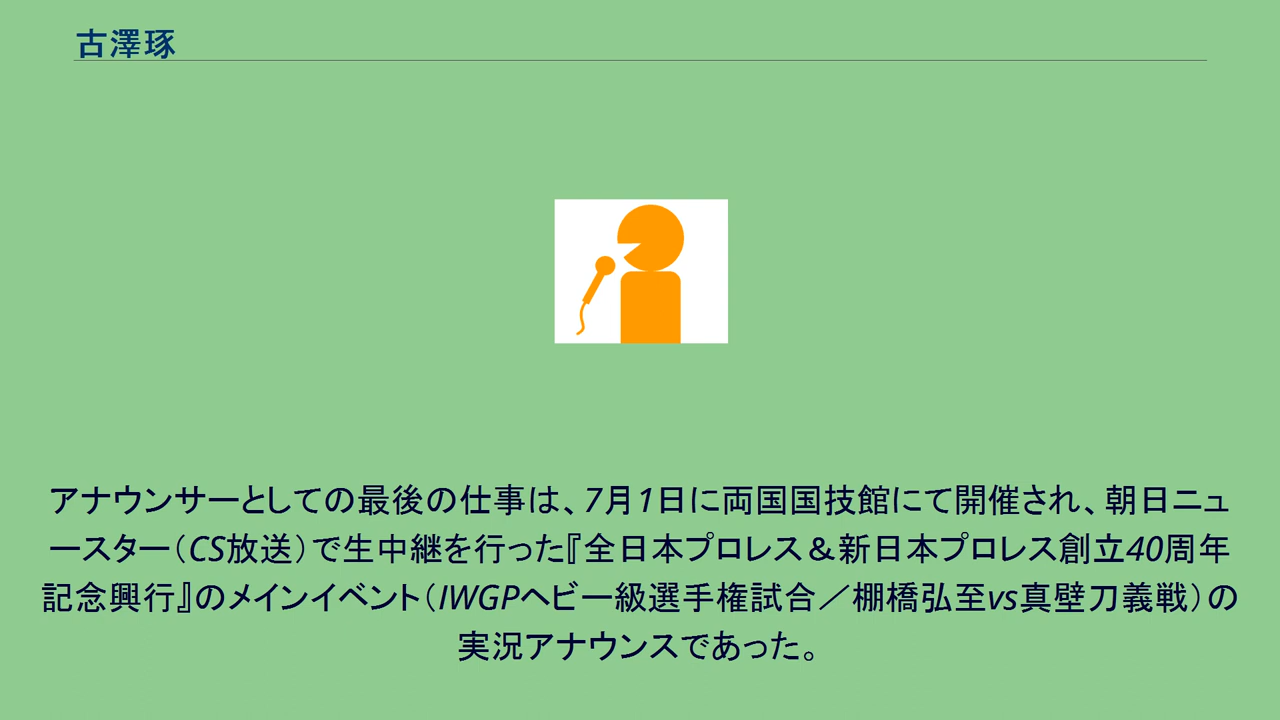 古澤琢
アナウンサーとしての最後の仕事は、7月1日に両国国技館にて開催され、朝日ニュ
ースター（CS放送）で生中継を行った『全日本プロレス＆新日本プロレス創立40周年
記念興行』のメインイベント（IWGPヘビー級選手権試合／棚橋弘至vs真壁刀義戦）の
実況アナウンスであった。